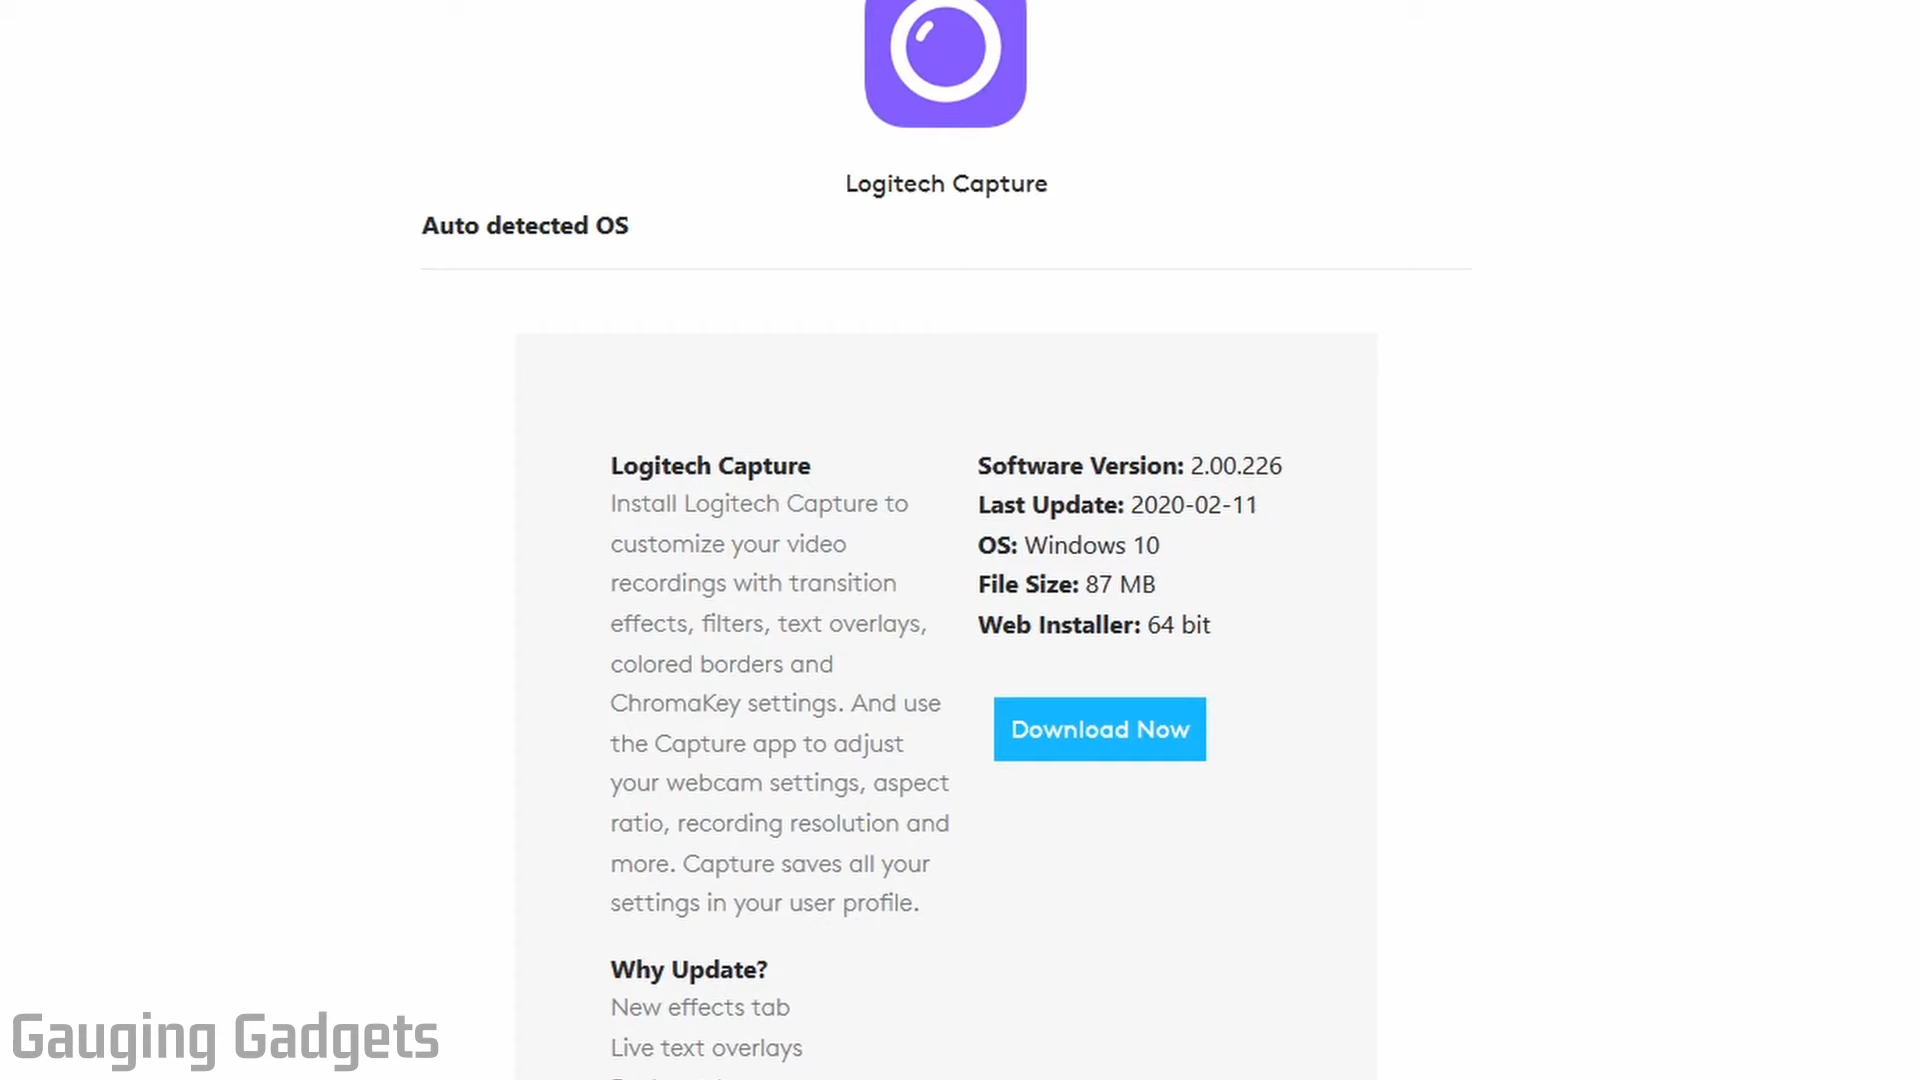 Logitech Capture
Auto detected OS
Logitech Capture
Install Logitech Capture to
customize your video
recordings with transition
effects, filters, text overlays,
colored borders and
ChromaKey settings. And use
the Capture app to adjust
your webcam settings, aspect
ratio, recording resolution and
more. Capture saves all your
settings in your user profile.
Why Update?
New effects tab
Live text overlays
Software Version: 2.00.226
Last Update: 2020-02-11
OS: Windows 10
File Size: 87 MB
Web Installer: 64 bit
Download Now
Gauging Gadgets